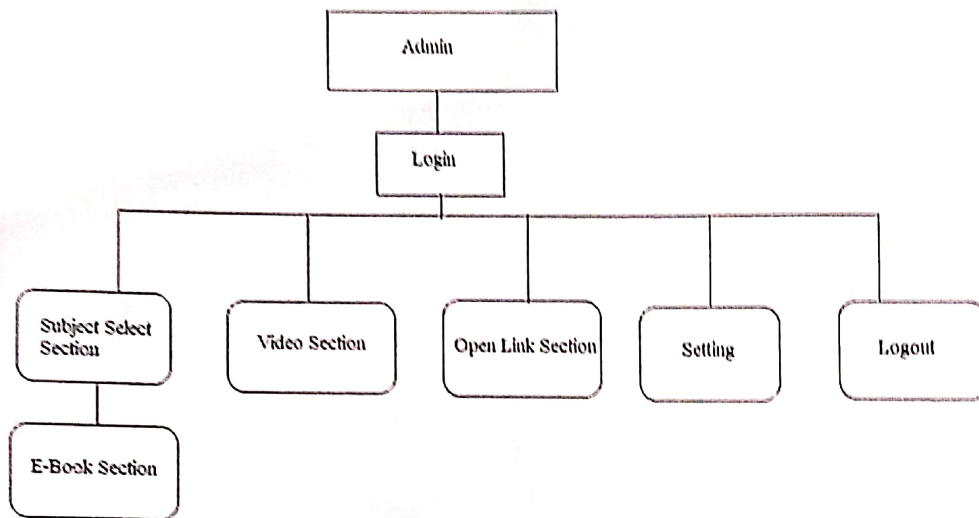 Admin
Login
Subject Select
Section
Video Section
Open Link Section
Setting
Logout
E-Book Section